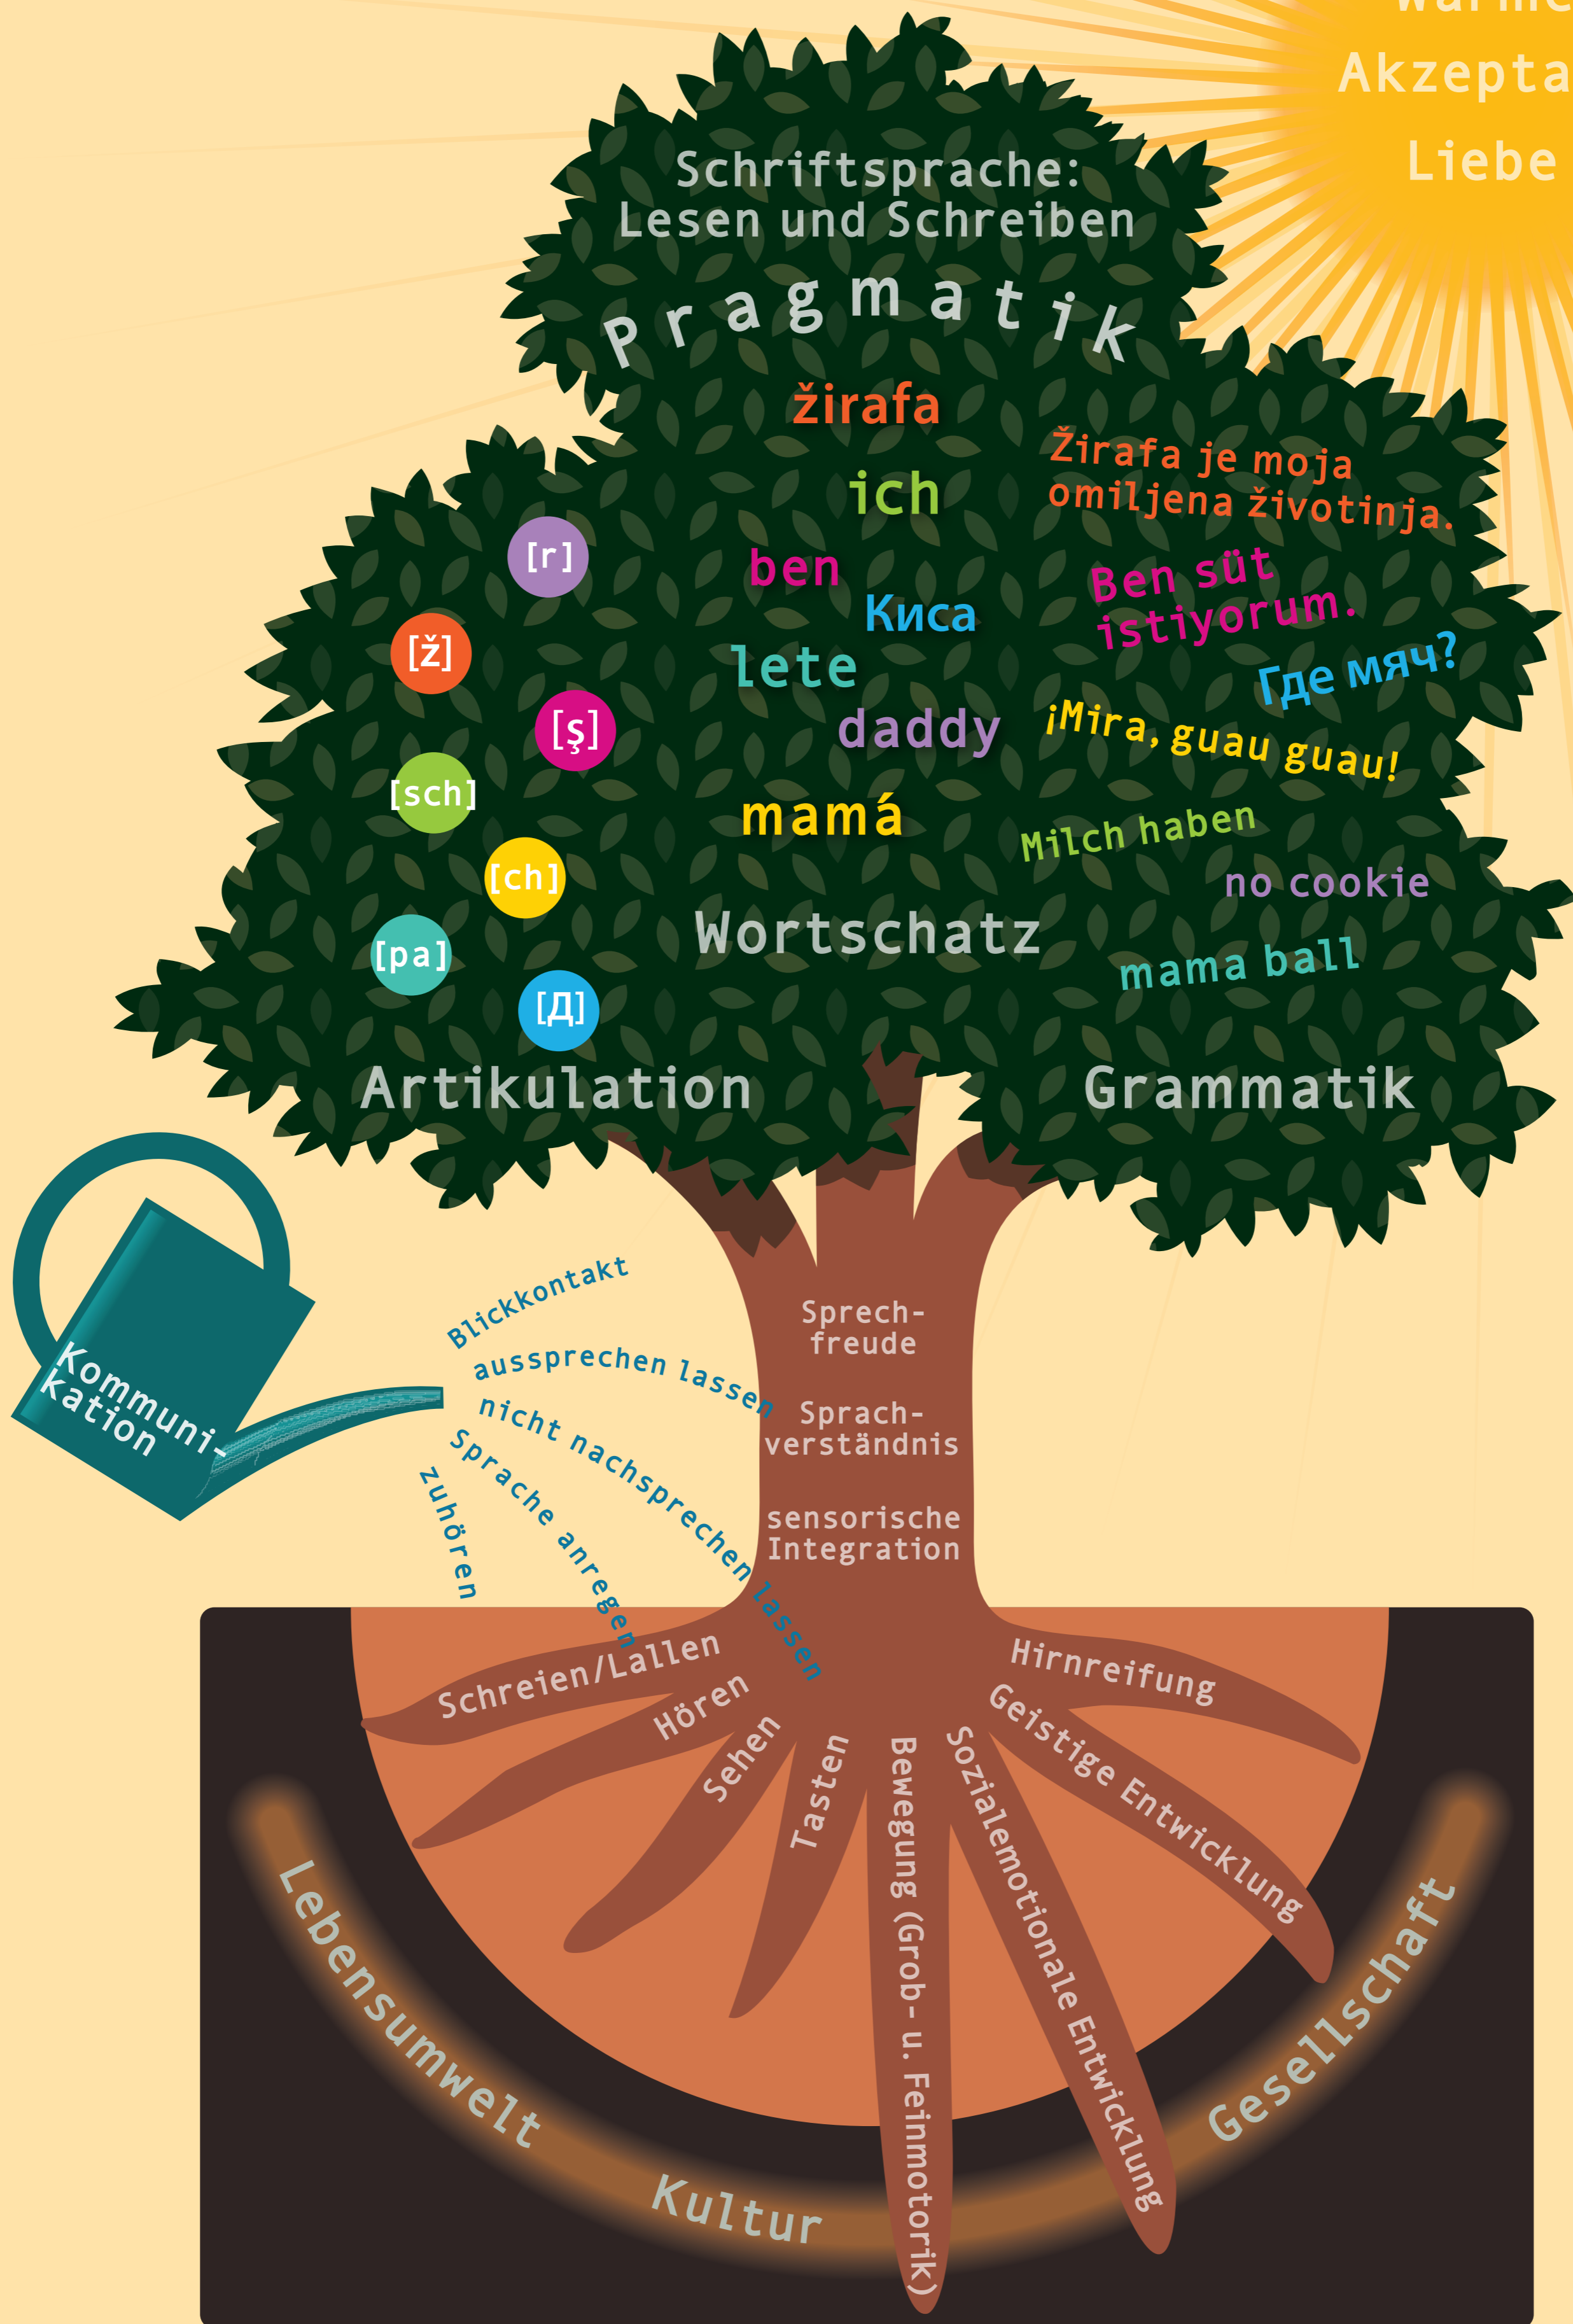 Akzepta
Liebe
Schriftsprache:
Lesen und Schreiben
Pragmatik
žirafa
ich
ben
Киса
lete
daddy
mamá
Wortschatz
[r]
[ž]
[ş]
[sch]
[ch]
[pa]
[Д]
Artikulation
Žirafa je moja
omiljena životinja.
Ben süt
istiyorum.
Где мяч?
¡Mira, guau guau!
Milch haben
no cookie
mama ball
Grammatik
Kommuni-
kation
Blickkontakt
aussprechen lassen
nicht nachsprechen lassen
Sprache anregen
zuhören
Sprech-
freude
Sprach-
verständnis
sensorische
Integration
Schreien/Lallen
Hören
Sehen
Tasten
Bewegung (Grob- u. Feinmotorik)
Sozialemotionale Entwicklung
Geistige Entwicklung
Hirnreifung
Lebensumwelt
Kultur
Gesellschaft